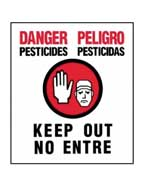 DANGER PELIGRO
PESTICIDES PESTICIDAS
KEEP OUT
NO ENTRE